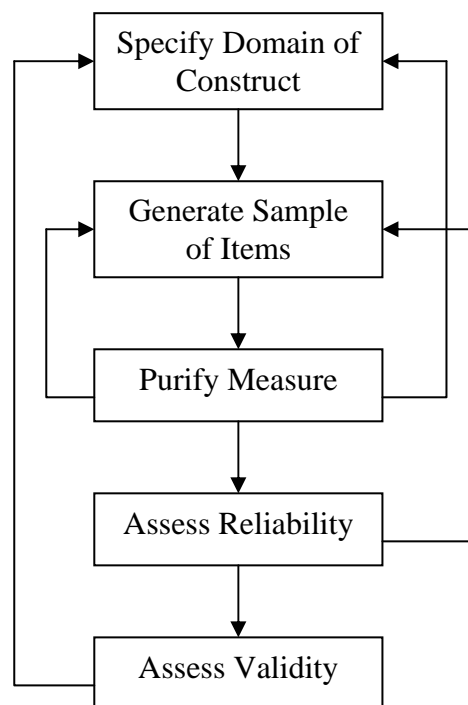 Specify Domain of
Construct
Generate Sample
of Items
Purify Measure
Assess Reliability
Assess Validity